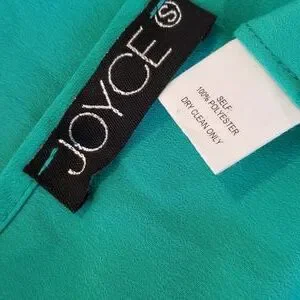 JOYCE Ⓢ
SELF
100% POLYESTER
DRY CLEAN ONLY